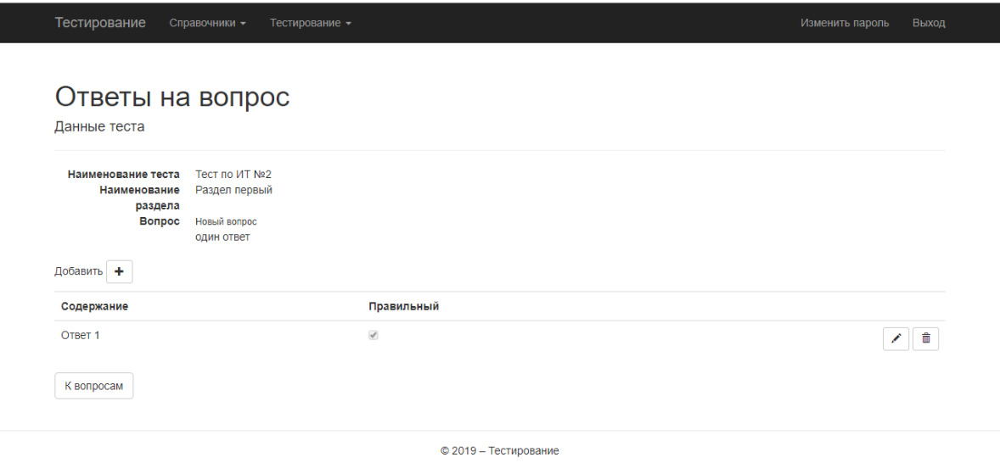 Тестирование Справочники Тестирование Изменить пароль Выход
Ответы на вопрос
Данные теста
Наименование теста Тест по ИТ №2
Наименование Раздел первый
раздела
Вопрос Новый вопрос
один ответ
Добавить
Содержание Правильный
Ответ 1
К вопросам
© 2019 – Тестирование